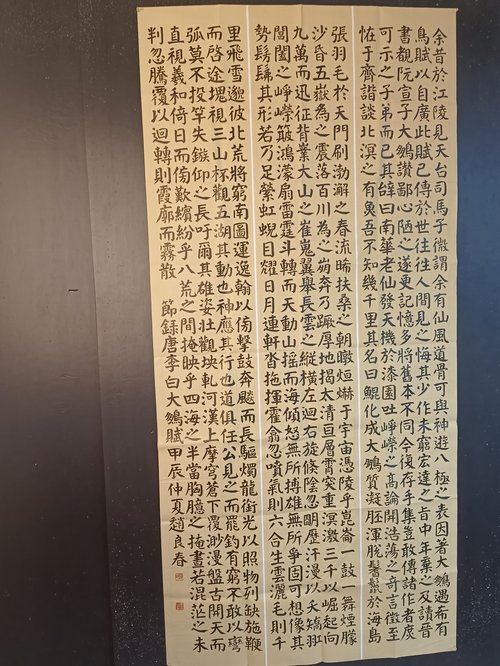 余昔於江陵見天台司馬子微謂余有仙風道骨可與神遊八極之表因著大鵬遇希有
鳥賦以自廣此賦已傳於世往往人間見之悔其少作未窮宏達之旨中年棄之及讀晉
書覩阮宣子大鵬讚鄙心陋之遂更記憶多將舊本不同今復存手集豈敢傳諸作者庶
可示之子弟而已其辭曰南華老仙發天機於漆園吐崢嶸之高論開浩蕩之奇言徵至
恠于齊諧談北溟之有魚吾不知幾千里其名曰鯤化成大鵬質凝胚渾脫鬐鬣於海島
張羽毛於天門刷渤澥之春流晞扶桑之朝暾烜赫于宇宙憑陵乎崑崙一鼓一舞煙朦
沙昏五嶽為之震落百川為之崩奔乃蹶厚地揭太清亘層霄突重溟激三千以崛起向
九萬而迅征背嶪大山之崔嵬翼舉長雲之縱橫左迴右旋倏陰忽明歷汗漫以夭矯羾
閶闔之崢嶸簸鴻濛扇雷霆斗轉而天動山搖而海傾怒無所搏雄無所爭固可想像其
勢髣髴其形若乃足縈虹蜺目耀日月連軒沓拖揮霍翕忽噴氣則六合生雲灑毛則千
里飛雪邈彼北荒將窮南圖運逸翰以傍擊鼓奔飆而長驅燭龍銜光以照物列缺施鞭
而啓途塊視三山杯觀五湖其動也神應其行也道俱任公見之而罷釣有窮不敢以彎
弧莫不投竿失鏃仰之長吁爾其雄姿壯觀坱軋河漢上摩穹蒼下覆漫漫盤古開天而
直視羲和倚日而傍歎繽紛乎八荒之間掩映乎四海之半當胸臆之掩晝若混茫之未
判忽騰覆以迴轉則霞廓而霧散 節錄唐李白大鵬賦甲辰仲夏趙良春